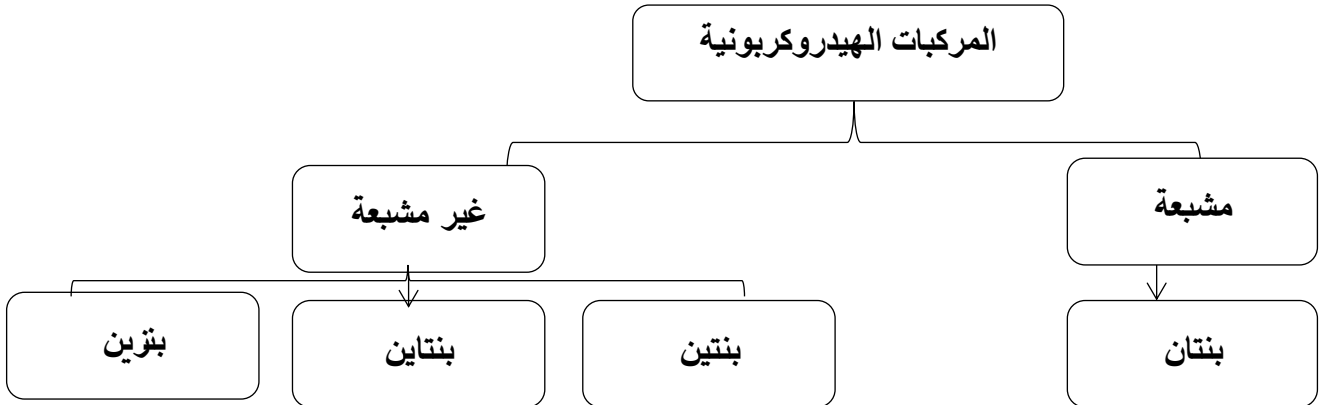 المركبات الهيدروكربونية
مشبعة
غير مشبعة
بنتان
بنتين
بنتاين
بنزين